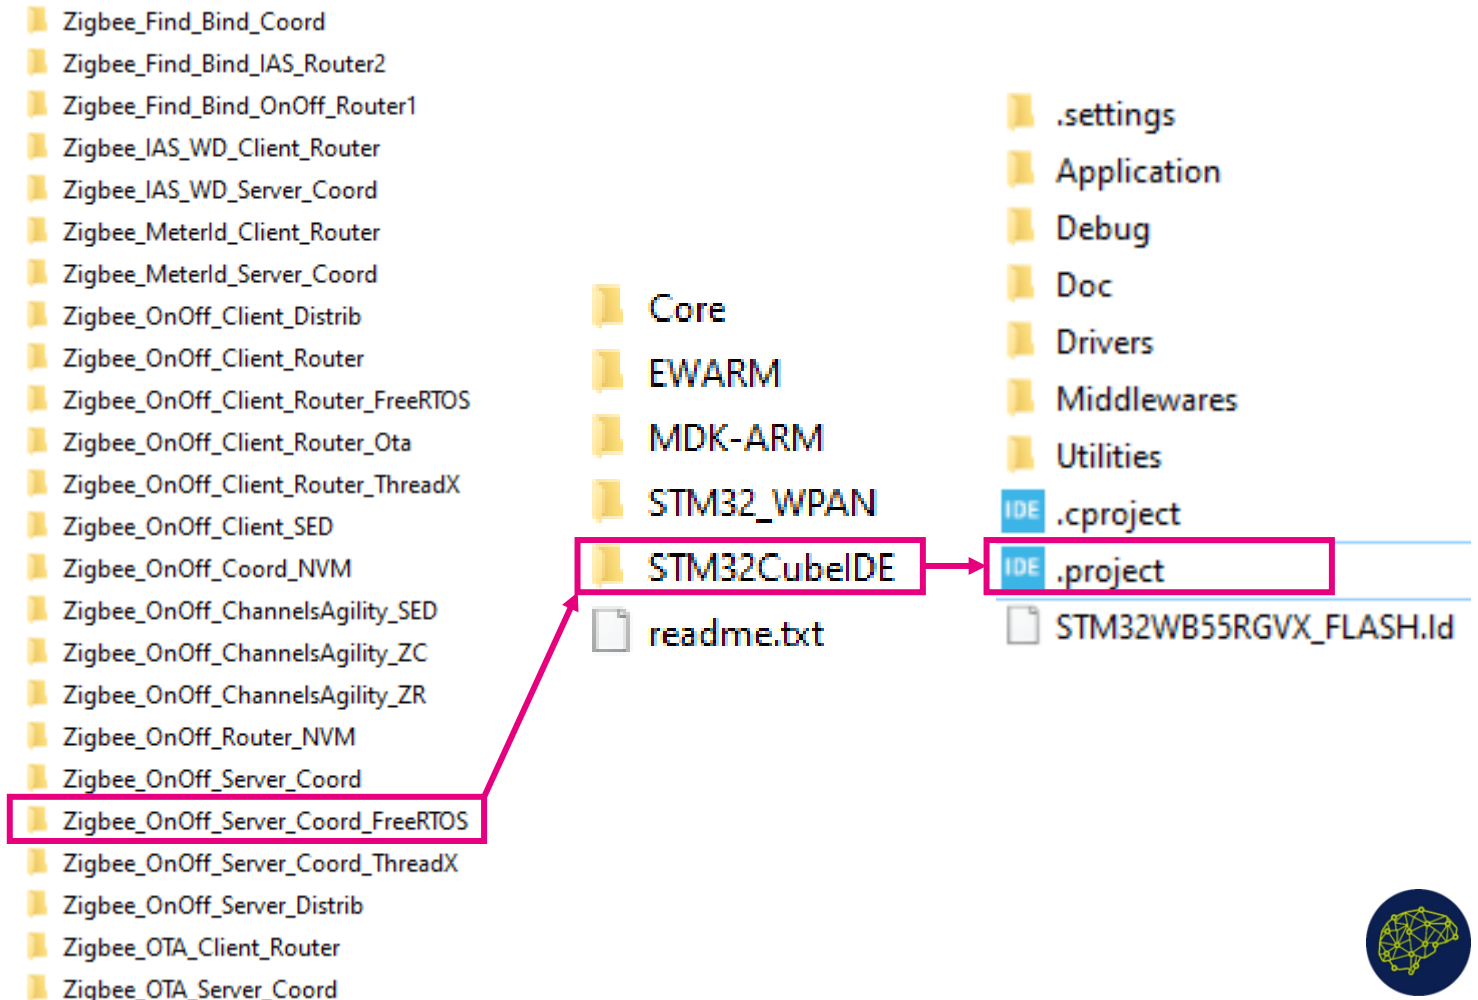 Zigbee_Find_Bind_Coord
Zigbee_Find_Bind_IAS_Router2
Zigbee_Find_Bind_OnOff_Router1
Zigbee_IAS_WD_Client_Router
Zigbee_IAS_WD_Server_Coord
Zigbee_MeterId_Client_Router
Zigbee_MeterId_Server_Coord
Zigbee_OnOff_Client_Distrib
Zigbee_OnOff_Client_Router
Zigbee_OnOff_Client_Router_FreeRTOS
Zigbee_OnOff_Client_Router_Ota
Zigbee_OnOff_Client_Router_ThreadX
Zigbee_OnOff_Client_SED
Zigbee_OnOff_Coord_NVM
Zigbee_OnOff_ChannelsAgility_SED
Zigbee_OnOff_ChannelsAgility_ZC
Zigbee_OnOff_ChannelsAgility_ZR
Zigbee_OnOff_Router_NVM
Zigbee_OnOff_Server_Coord
Zigbee_OnOff_Server_Coord_FreeRTOS
Zigbee_OnOff_Server_Coord_ThreadX
Zigbee_OnOff_Server_Distrib
Zigbee_OTA_Client_Router
Zigbee_OTA_Server_Coord
Core
EWARM
MDK-ARM
STM32_WPAN
STM32CubeIDE
readme.txt
.settings
Application
Debug
Doc
Drivers
Middlewares
Utilities
IDE .cproject
IDE .project
STM32WB55RGVX_FLASH.ld